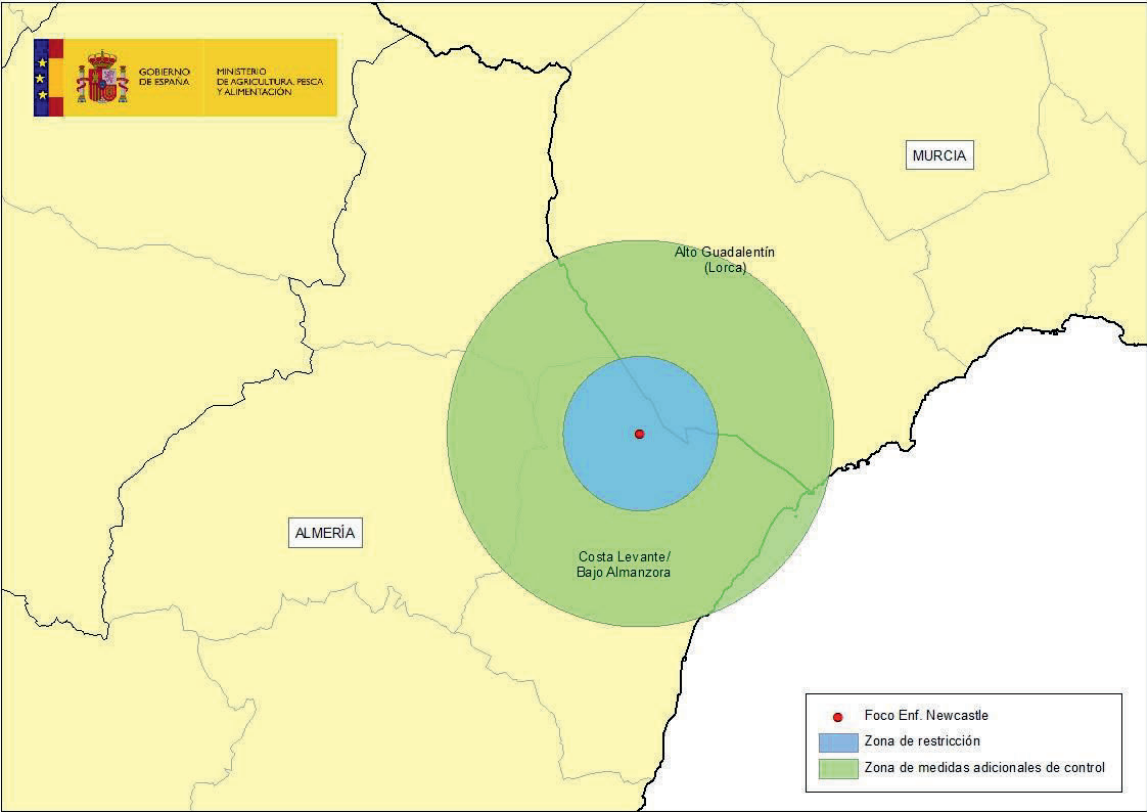 GOBIERNO
DE ESPAÑA
MINISTERIO
DE AGRICULTURA, PESCA
Y ALIMENTACIÓN
MURCIA
Alto Guadalentín
(Lorca)
ALMERÍA
Costa Levante/
Bajo Almanzora
Foco Enf. Newcastle
Zona de restricción
Zona de medidas adicionales de control